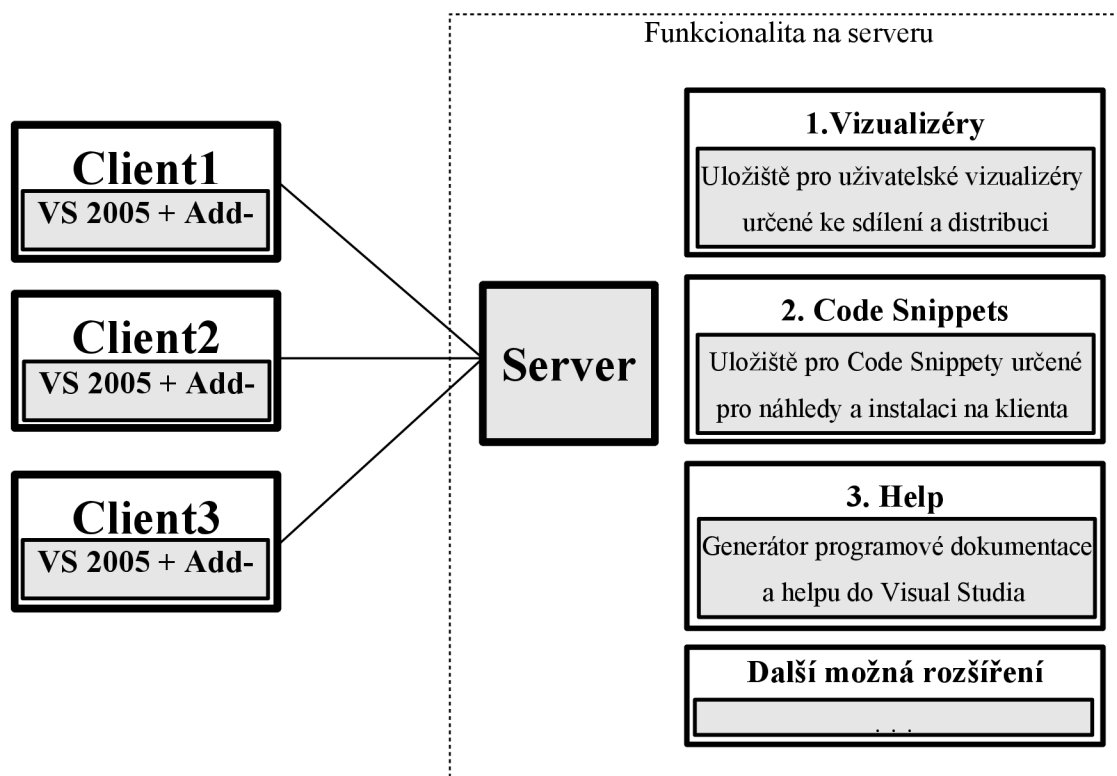 Funkcionalita na serveru
Client1
VS 2005 + Add-
Client2
VS 2005 + Add-
Client3
VS 2005 + Add-
Server
1.Vizualizéry
Uložiště pro uživatelské vizualizéry
určené ke sdílení a distribuci
2. Code Snippets
Uložiště pro Code Snippety určené
pro náhledy a instalaci na klienta
3. Help
Generátor programové dokumentace
a helpu do Visual Studia
Další možná rozšíření
. . .